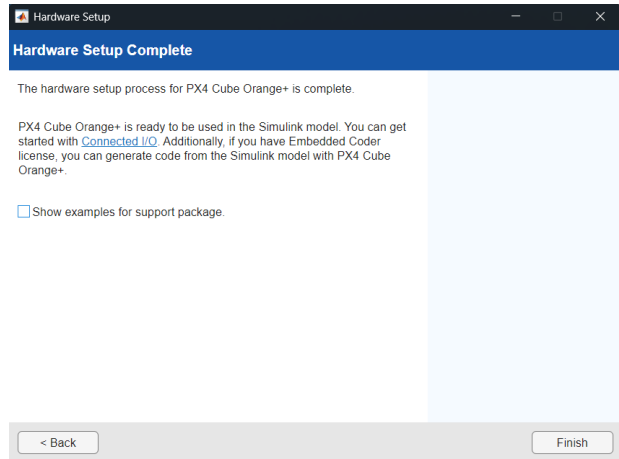 Hardware Setup
Hardware Setup Complete
The hardware setup process for PX4 Cube Orange+ is complete.
PX4 Cube Orange+ is ready to be used in the Simulink model. You can get
started with Connected I/O. Additionally, if you have Embedded Coder
license, you can generate code from the Simulink model with PX4 Cube
Orange+.
Show examples for support package.
< Back
Finish